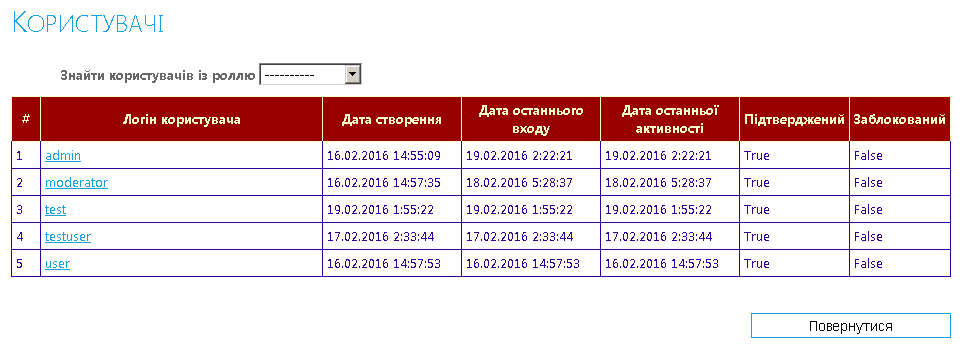 Користувачі
Знайти користувачів із роллю ----------
# Логін користувача Дата створення Дата останнього входу Дата останньої активності Підтверджений Заблокований
1 admin 16.02.2016 14:55:09 19.02.2016 2:22:21 19.02.2016 2:22:21 True False
2 moderator 16.02.2016 14:57:35 18.02.2016 5:28:37 18.02.2016 5:28:37 True False
3 test 19.02.2016 1:55:22 19.02.2016 1:55:22 19.02.2016 1:55:22 True False
4 testuser 17.02.2016 2:33:44 17.02.2016 2:33:44 17.02.2016 2:33:44 True False
5 user 16.02.2016 14:57:53 16.02.2016 14:57:53 16.02.2016 14:57:53 True False
Повернутися